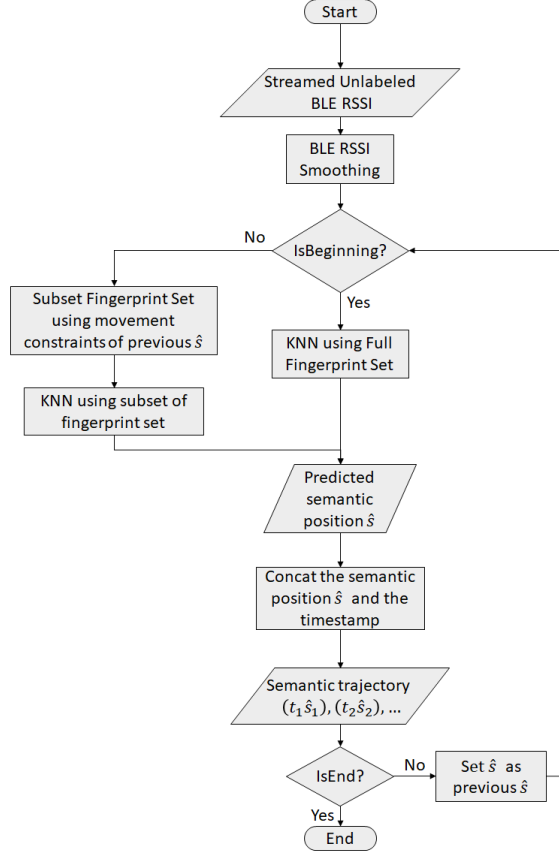 Start
Streamed Unlabeled
BLE RSSI
BLE RSSI
Smoothing
IsBeginning?
No
Yes
Subset Fingerprint Set
using movement
constraints of previous ŝ
KNN using Full
Fingerprint Set
KNN using subset of
fingerprint set
Predicted
semantic
position ŝ
Concat the semantic
position ŝ and the
timestamp
Semantic trajectory
(t₁ŝ₁), (t₂ŝ₂), ...
IsEnd?
No
Set ŝ as
previous ŝ
Yes
End